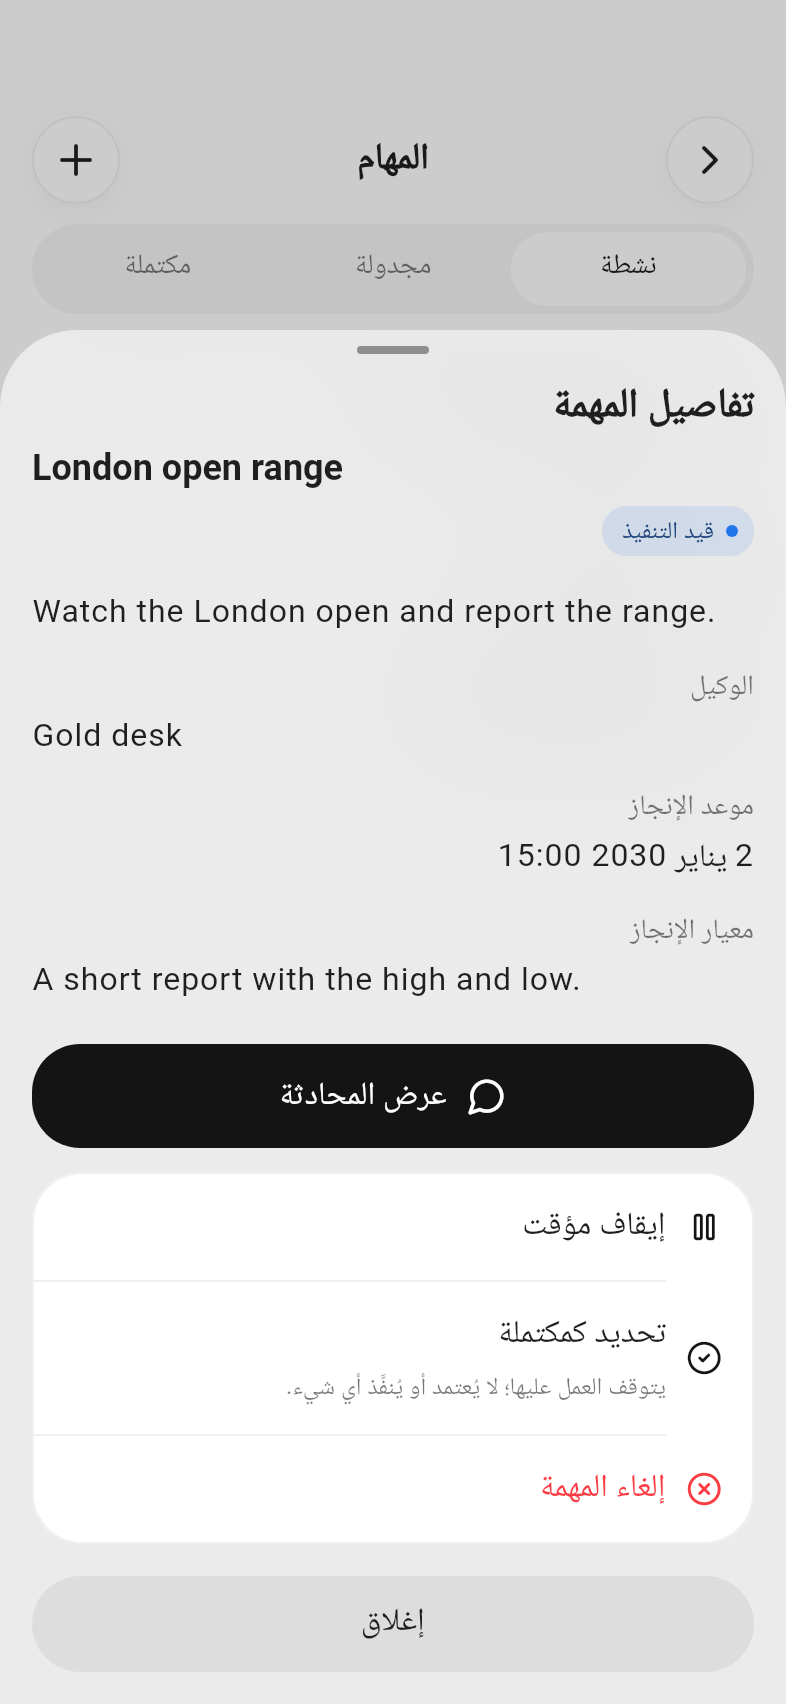 المهام
نشطة
مجدولة
مكتملة
تفاصيل المهمة
London open range
قيد التنفيذ
Watch the London open and report the range.
الوكيل
Gold desk
موعد الإنجاز
2 يناير 2030 15:00
معيار الإنجاز
A short report with the high and low.
عرض المحادثة
إيقاف مؤقت
تحديد كمكتملة
يتوقف العمل عليها؛ لا يُعتمد أو يُنفَّذ أي شيء.
إلغاء المهمة
إغلاق